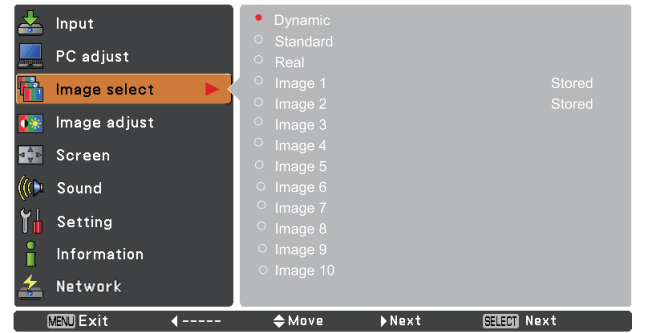 Input
PC adjust
Image select
Image adjust
Screen
Sound
Setting
Information
Network
Dynamic
Standard
Real
Image 1 Stored
Image 2 Stored
Image 3
Image 4
Image 5
Image 6
Image 7
Image 8
Image 9
Image 10
MENU Exit ----- Move Next SELECT Next